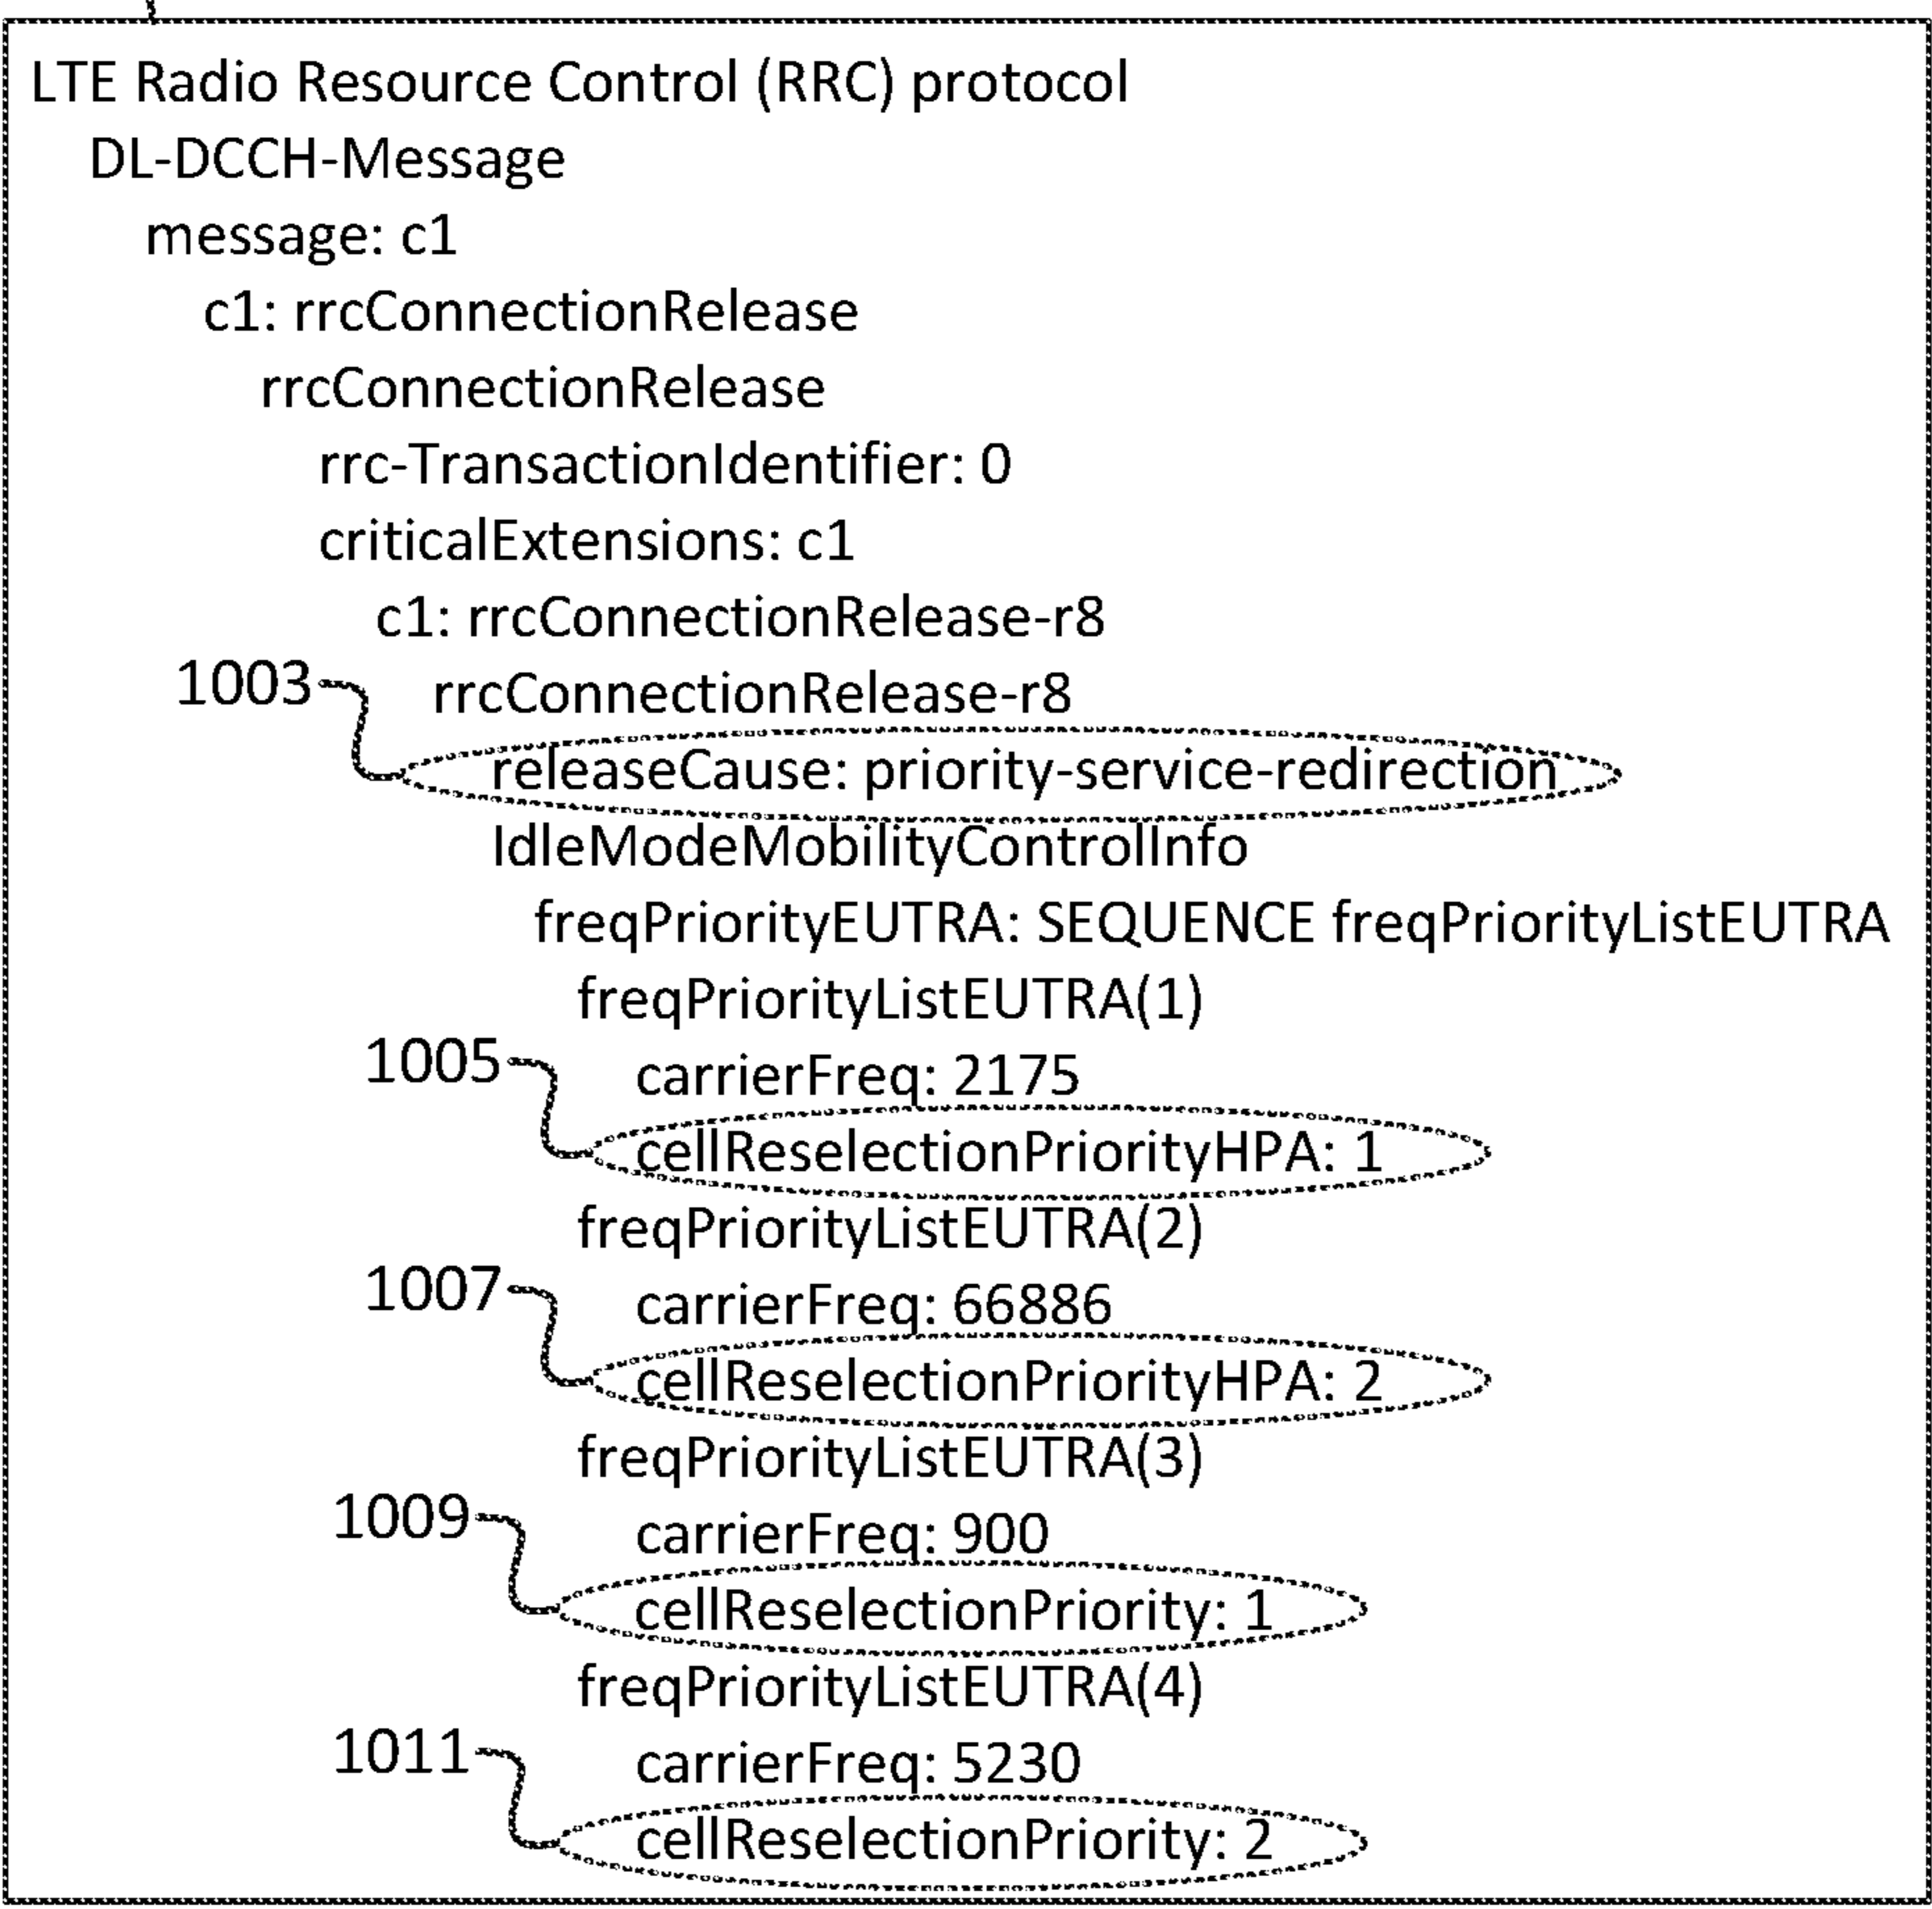 LTE Radio Resource Control (RRC) protocol
DL-DCCH-Message
message: c1
c1: rrcConnectionRelease
rrcConnectionRelease
rrc-TransactionIdentifier: 0
criticalExtensions: c1
c1: rrcConnectionRelease-r8
1003
rrcConnectionRelease-r8
releaseCause: priority-service-redirection
IdleModeMobilityControlInfo
freqPriorityEUTRA: SEQUENCE freqPriorityListEUTRA
freqPriorityListEUTRA(1)
1005
carrierFreq: 2175
cellReselectionPriorityHPA: 1
freqPriorityListEUTRA(2)
1007
carrierFreq: 66886
cellReselectionPriorityHPA: 2
freqPriorityListEUTRA(3)
1009
carrierFreq: 900
cellReselectionPriority: 1
freqPriorityListEUTRA(4)
1011
carrierFreq: 5230
cellReselectionPriority: 2